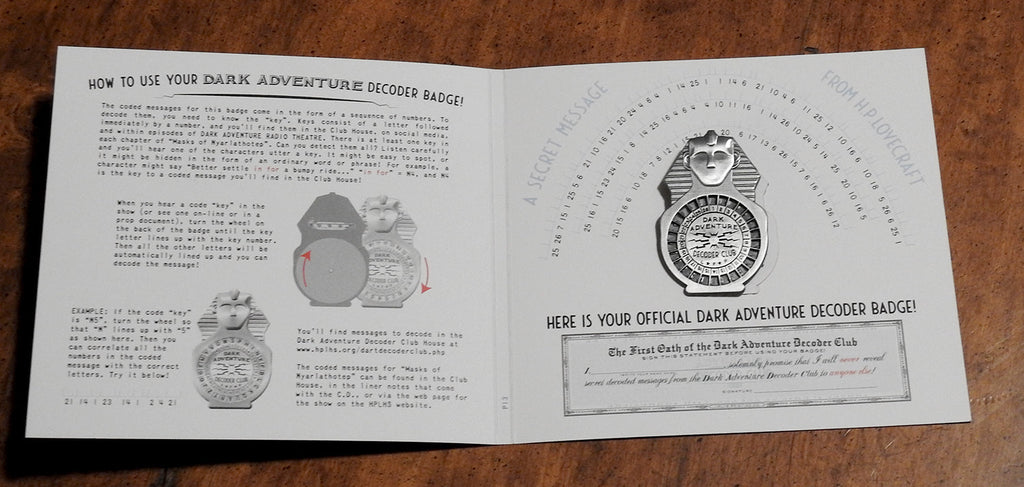 HOW TO USE YOUR DARK ADVENTURE DECODER BADGE!
The coded messages for this badge come in the form of a sequence of numbers. To
decode them, you need to know the "key". Keys consist of a letter followed
immediately by a number, and you'll find them in the Club House, on social media,
and within episodes of DARK ADVENTURE RADIO THEATRE. There is at least one key in
each chapter of "Masks of Nyarlathotep". Can you detect them all? Listen carefully
and you'll hear one of the characters utter a key. It might be easy to spot, or
it might be hidden in the form of an ordinary word or phrase! For example, a
character might say "Better settle in for a bumpy ride..." "in for" = N4, and N4
is the key to a coded message you'll find in the Club House!
When you hear a code "key" in the
show (or see one on-line or in a
prop document), turn the wheel on
the back of the badge until the key
letter lines up with the key number.
Then all the other letters will be
automatically lined up and you can
decode the message!
EXAMPLE: If the code "key"
is "M5", turn the wheel so
that "M" lines up with "5"
as shown here. Then you
can correlate all the
numbers in the coded
message with the correct
letters. Try it below!
21 14 1 23 14 1 2 4 21
DARK
ADVENTURE
DECODER CLUB
You'll find messages to decode in the
Dark Adventure Decoder Club House at
www.hplhs.org/dartdecoderclub.php.
The coded messages for "Masks of
Nyarlathotep" can be found in the Club
House, in the liner notes that come
with the C.D., or via the web page for
the show on the HPLHS website.
P13
A SECRET MESSAGE
FROM H.P. LOVECRAFT
DARK
ADVENTURE
DECODER CLUB
HERE IS YOUR OFFICIAL DARK ADVENTURE DECODER BADGE!
The First Oath of the Dark Adventure Decoder Club
SIGN THIS STATEMENT BEFORE USING YOUR BADGE!
I, solemnly promise that I will never reveal
secret decoded messages from the Dark Adventure Decoder Club to anyone else!
SIGNATURE